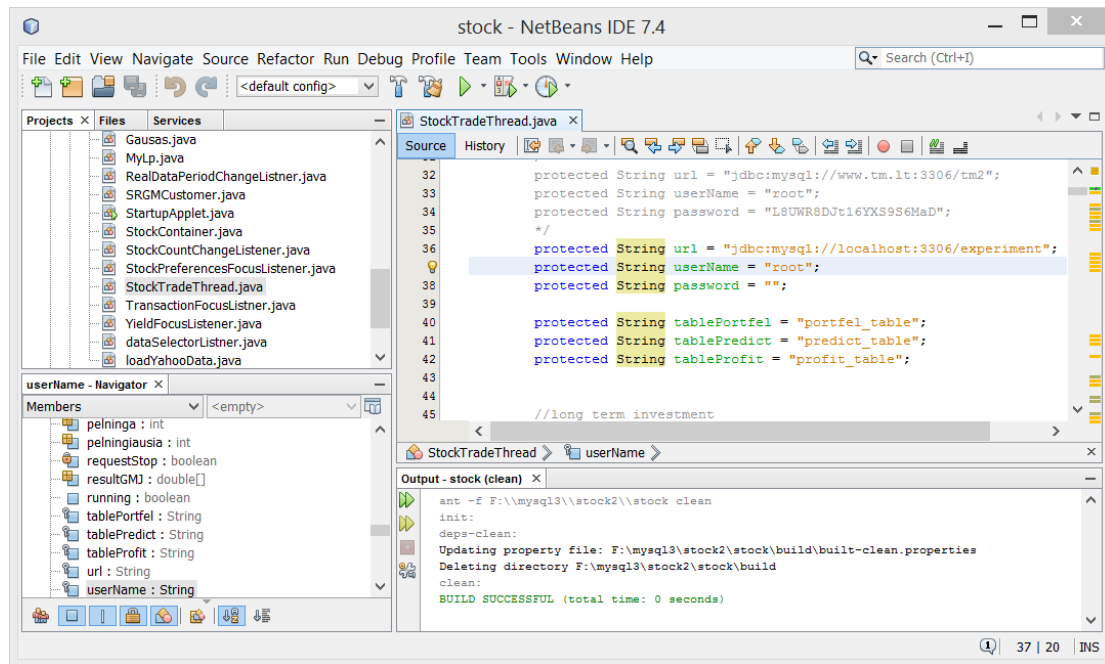 stock - NetBeans IDE 7.4
File Edit View Navigate Source Refactor Run Debug Profile Team Tools Window Help
Search (Ctrl+I)
<default config>
Projects Files Services
Gausas.java
MyLp.java
RealDataPeriodChangeListner.java
SRGMCustomer.java
StartupApplet.java
StockContainer.java
StockCountChangeListener.java
StockPreferencesFocusListener.java
StockTradeThread.java
TransactionFocusListner.java
YieldFocusListener.java
dataSelectorListner.java
loadYahooData.java
userName - Navigator
Members <empty>
pelninga : int
pelningiausia : int
requestStop : boolean
resultGMJ : double[]
running : boolean
tablePortfel : String
tablePredict : String
tableProfit : String
url : String
userName : String
StockTradeThread.java
Source History
32 protected String url = "jdbc:mysql://www.tm.lt:3306/tm2";
33 protected String userName = "root";
34 protected String password = "L8UWR8DJt16YXS9S6MaD";
35 */
36 protected String url = "jdbc:mysql://localhost:3306/experiment";
protected String userName = "root";
38 protected String password = "";
39
40 protected String tablePortfel = "portfel_table";
41 protected String tablePredict = "predict_table";
42 protected String tableProfit = "profit_table";
43
44
45 //long term investment
StockTradeThread userName
Output - stock (clean)
ant -f F:\\mysql3\\stock2\\stock clean
init:
deps-clean:
Updating property file: F:\mysql3\stock2\stock\build\built-clean.properties
Deleting directory F:\mysql3\stock2\stock\build
clean:
BUILD SUCCESSFUL (total time: 0 seconds)
1 37 | 20 INS